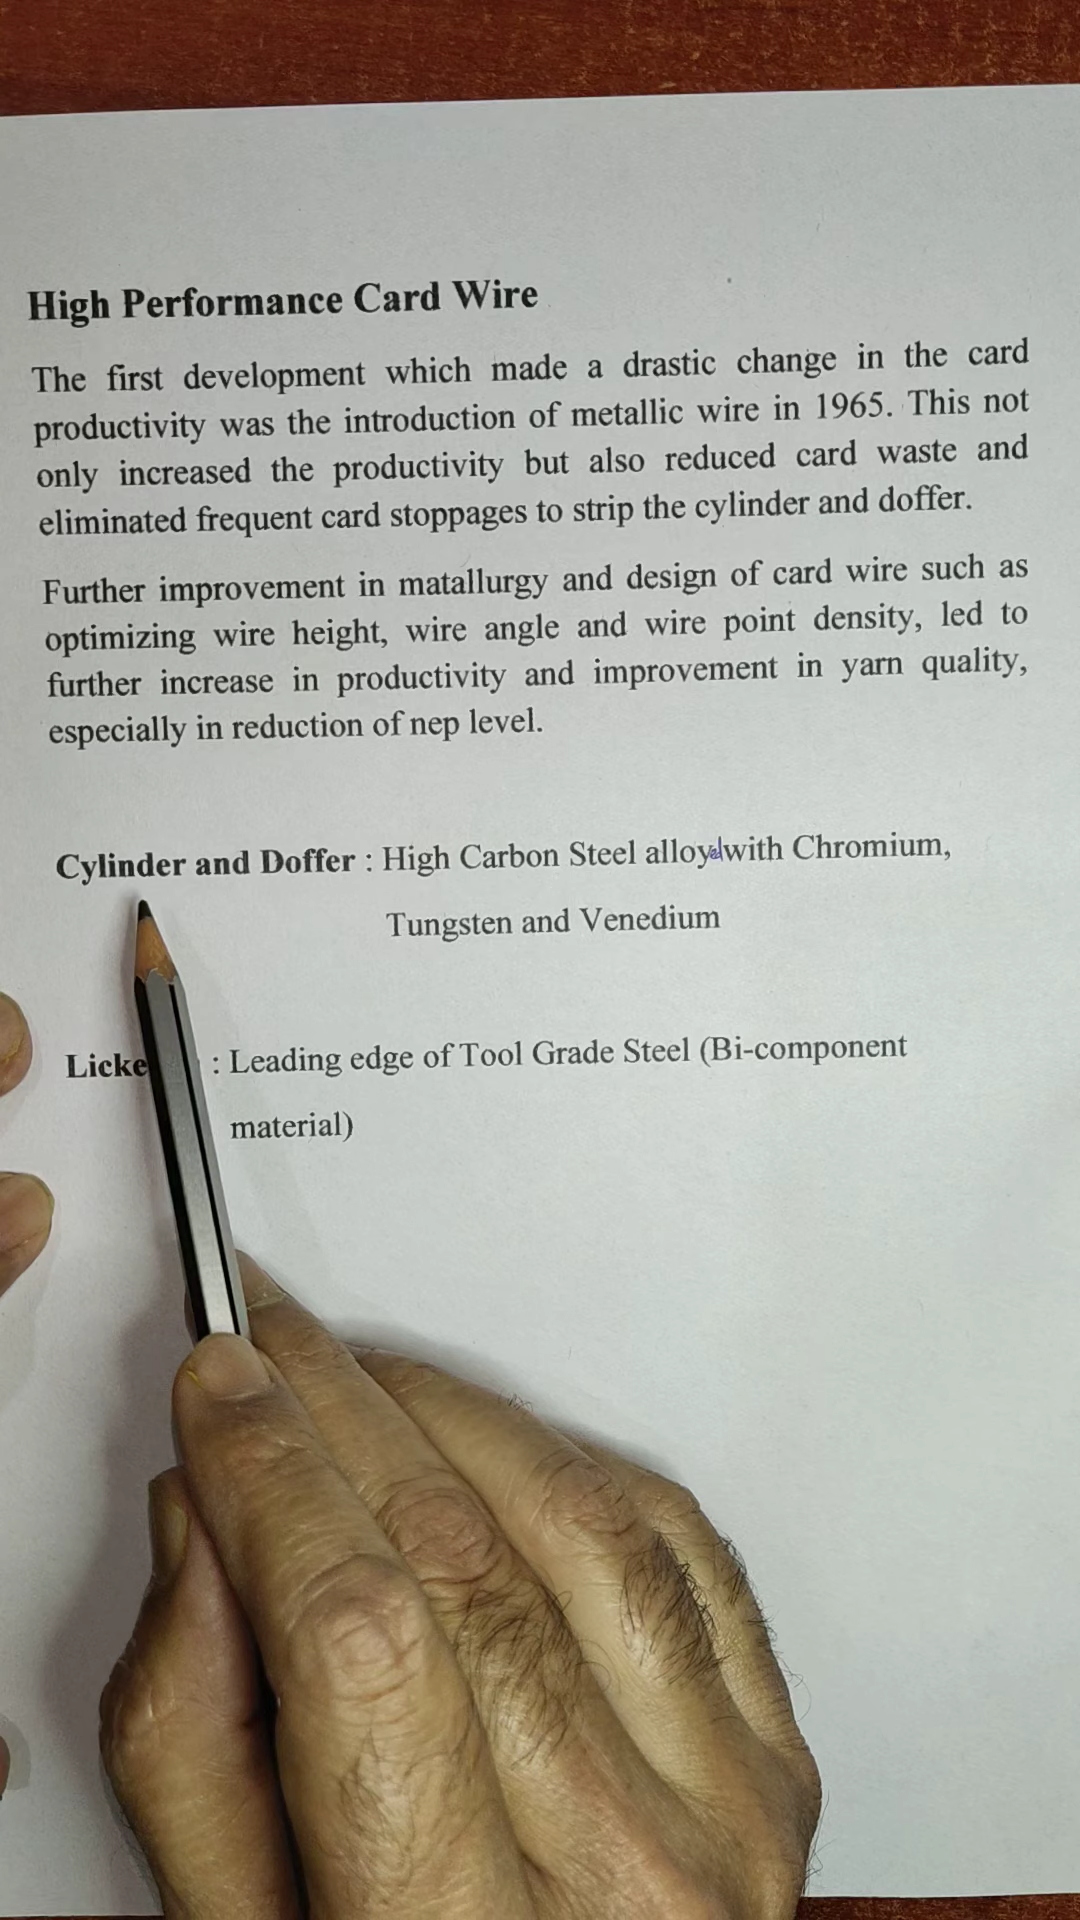 High Performance Card Wire
The first development which made a drastic change in the card
productivity was the introduction of metallic wire in 1965. This not
only increased the productivity but also reduced card waste and
eliminated frequent card stoppages to strip the cylinder and doffer.
Further improvement in matallurgy and design of card wire such as
optimizing wire height, wire angle and wire point density, led to
further increase in productivity and improvement in yarn quality,
especially in reduction of nep level.
Cylinder and Doffer : High Carbon Steel alloyed with Chromium,
Tungsten and Venedium
: Leading edge of Tool Grade Steel (Bi-component
material)